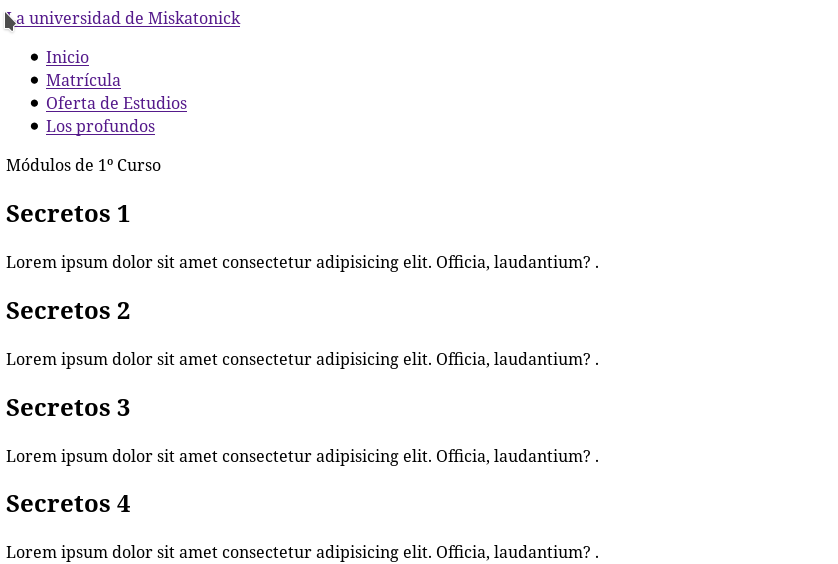 La universidad de Miskatonick
Inicio
Matrícula
Oferta de Estudios
Los profundos
Módulos de 1º Curso
Secretos 1
Lorem ipsum dolor sit amet consectetur adipisicing elit. Officia, laudantium? .
Secretos 2
Lorem ipsum dolor sit amet consectetur adipisicing elit. Officia, laudantium? .
Secretos 3
Lorem ipsum dolor sit amet consectetur adipisicing elit. Officia, laudantium? .
Secretos 4
Lorem ipsum dolor sit amet consectetur adipisicing elit. Officia, laudantium? .